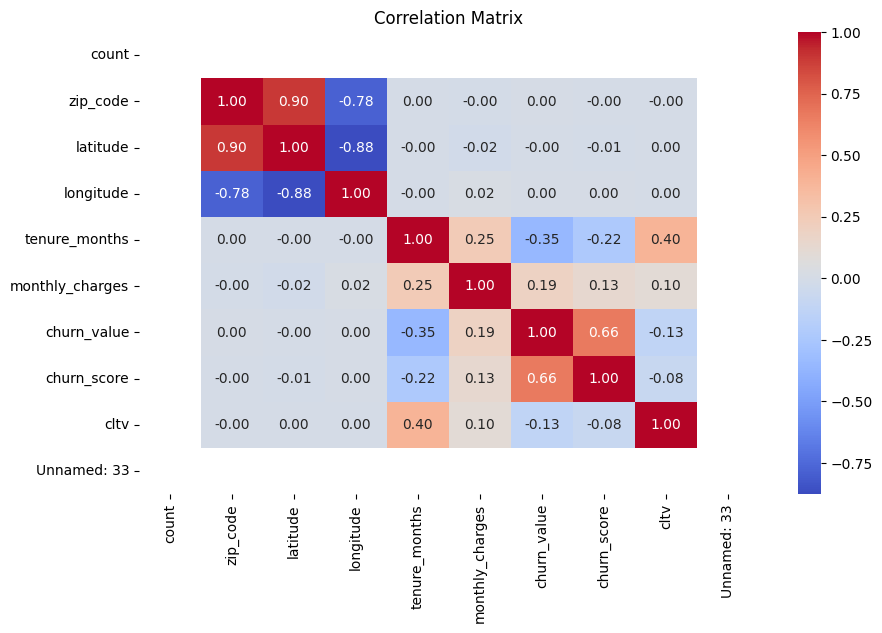 Correlation Matrix
count
zip_code 1.00 0.90 -0.78 0.00 -0.00 0.00 -0.00 -0.00
latitude 0.90 1.00 -0.88 -0.00 -0.02 -0.00 -0.01 0.00
longitude -0.78 -0.88 1.00 -0.00 0.02 0.00 0.00 0.00
tenure_months 0.00 -0.00 -0.00 1.00 0.25 -0.35 -0.22 0.40
monthly_charges -0.00 -0.02 0.02 0.25 1.00 0.19 0.13 0.10
churn_value 0.00 -0.00 0.00 -0.35 0.19 1.00 0.66 -0.13
churn_score -0.00 -0.01 0.00 -0.22 0.13 0.66 1.00 -0.08
cltv -0.00 0.00 0.00 0.40 0.10 -0.13 -0.08 1.00
Unnamed: 33
count
zip_code
latitude
longitude
tenure_months
monthly_charges
churn_value
churn_score
cltv
Unnamed: 33
1.00
0.75
0.50
0.25
0.00
-0.25
-0.50
-0.75